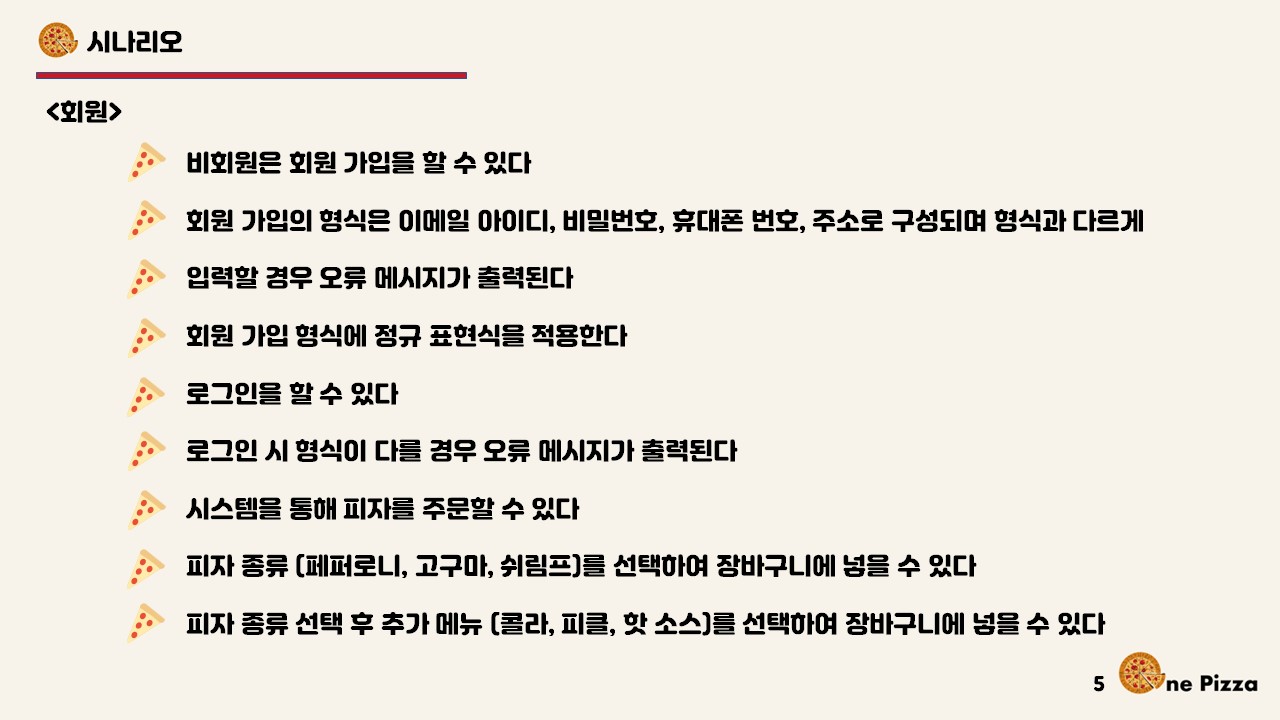 시나리오
<회원>
비회원은 회원 가입을 할 수 있다
회원 가입의 형식은 이메일 아이디, 비밀번호, 휴대폰 번호, 주소로 구성되며 형식과 다르게
입력할 경우 오류 메시지가 출력된다
회원 가입 형식에 정규 표현식을 적용한다
로그인을 할 수 있다
로그인 시 형식이 다를 경우 오류 메시지가 출력된다
시스템을 통해 피자를 주문할 수 있다
피자 종류 (페퍼로니, 고구마, 쉬림프)를 선택하여 장바구니에 넣을 수 있다
피자 종류 선택 후 추가 메뉴 (콜라, 피클, 핫 소스)를 선택하여 장바구니에 넣을 수 있다
5
ne Pizza